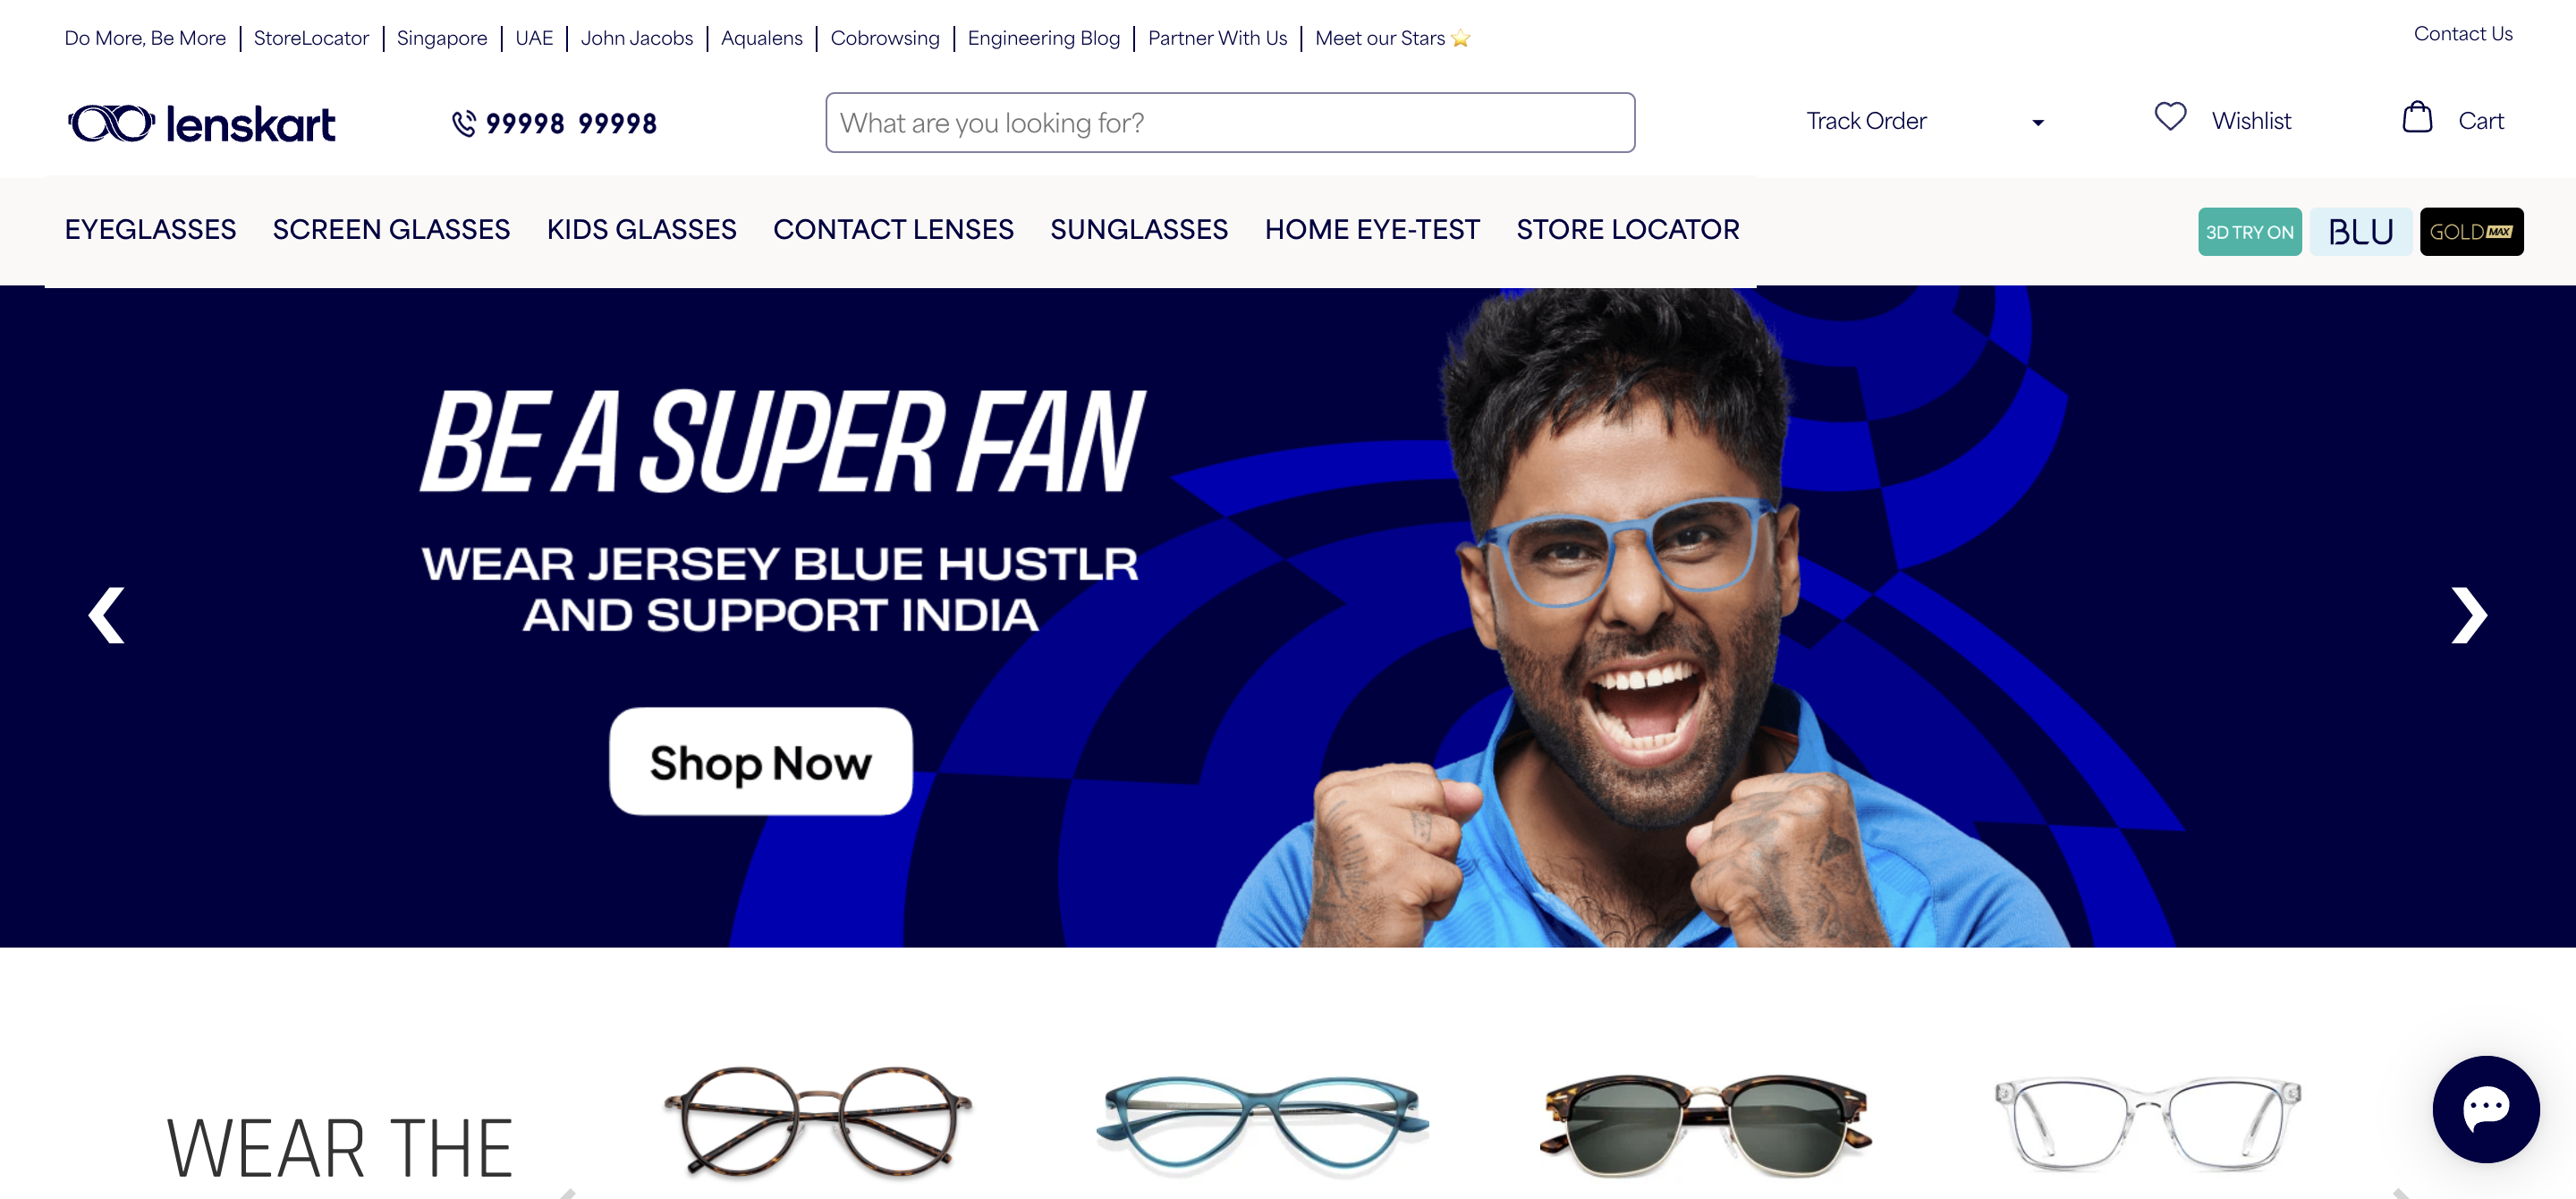 Do More, Be More | StoreLocator | Singapore | UAE | John Jacobs | Aqualens | Cobrowsing | Engineering Blog | Partner With Us | Meet our Stars ⭐
Contact Us
lenskart
99998 99998
What are you looking for?
Track Order
Wishlist
Cart
EYEGLASSES SCREEN GLASSES KIDS GLASSES CONTACT LENSES SUNGLASSES HOME EYE-TEST STORE LOCATOR
3D TRY ON
BLU
GOLD MAX
BE A SUPER FAN
WEAR JERSEY BLUE HUSTLR
AND SUPPORT INDIA
Shop Now
WEAR THE